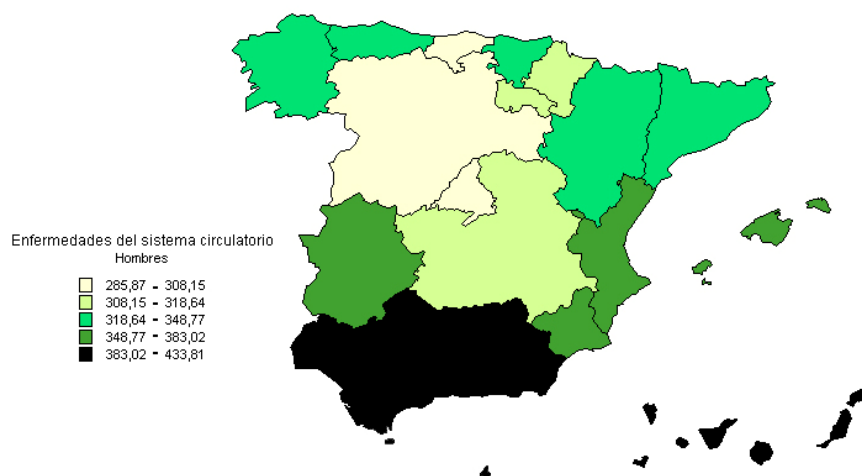 Enfermedades del sistema circulatorio
Hombres
285,87 - 308,15
308,15 - 318,64
318,64 - 348,77
348,77 - 383,02
383,02 - 433,81